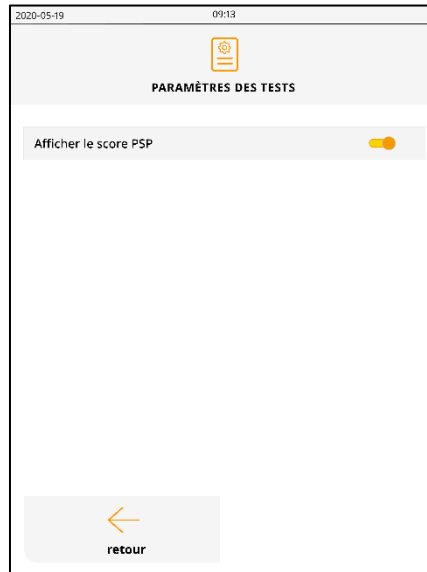 2020-05-19 09:13
PARAMÈTRES DES TESTS
Afficher le score PSP
retour